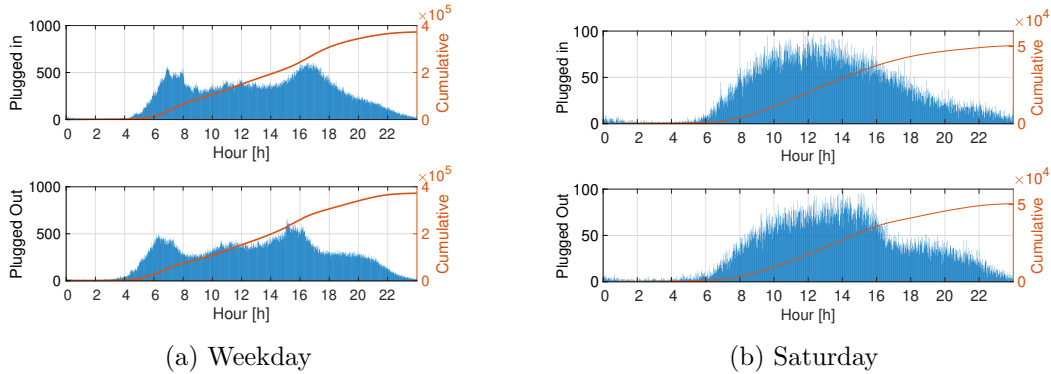 ×10⁵
1000
500
0
Plugged in
4
2
0
Cumulative
0 2 4 6 8 10 12 14 16 18 20 22
Hour [h]
×10⁴
100
50
0
Plugged in
5
0
Cumulative
0 2 4 6 8 10 12 14 16 18 20 22
Hour [h]
×10⁵
1000
500
0
Plugged Out
4
2
0
Cumulative
0 2 4 6 8 10 12 14 16 18 20 22
Hour [h]
×10⁴
100
50
0
Plugged Out
5
0
Cumulative
0 2 4 6 8 10 12 14 16 18 20 22
Hour [h]
(a) Weekday
(b) Saturday